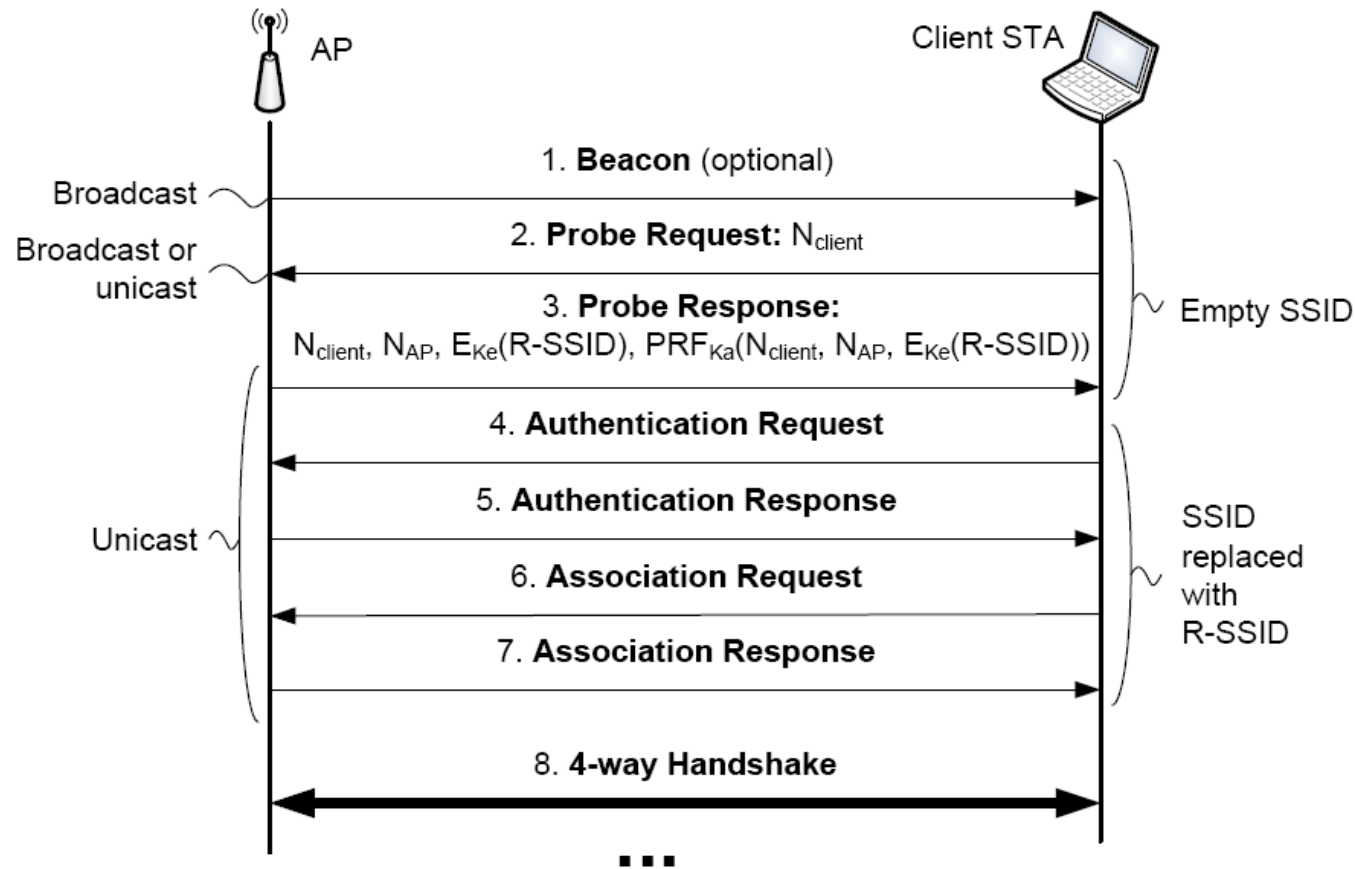 AP
Client STA
1. Beacon (optional)
Broadcast
2. Probe Request: Nclient
Broadcast or
unicast
3. Probe Response:
Nclient, NAP, EKe(R-SSID), PRFKa(Nclient, NAP, EKe(R-SSID))
Empty SSID
4. Authentication Request
5. Authentication Response
Unicast
6. Association Request
SSID
replaced
with
R-SSID
7. Association Response
8. 4-way Handshake
...